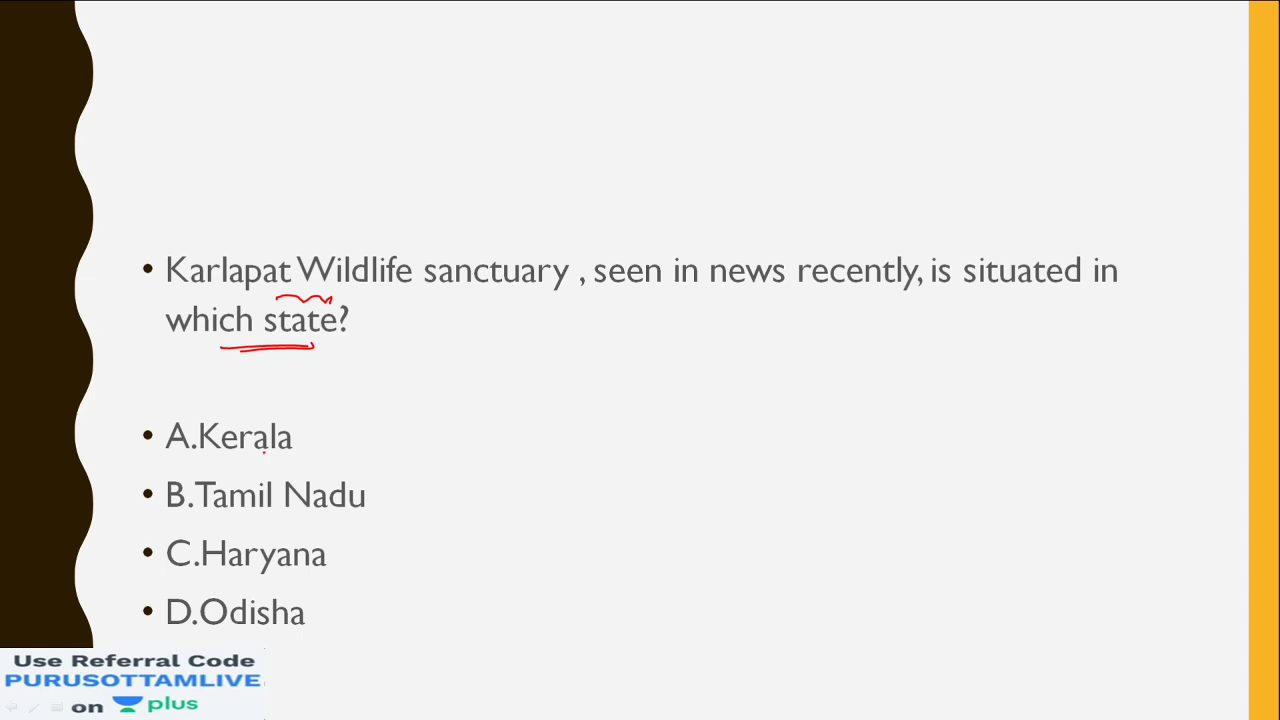 • Karlapat Wildlife sanctuary , seen in news recently, is situated in
which state?
• A.Kerala
• B.Tamil Nadu
• C.Haryana
• D.Odisha
Use Referral Code
PURUSOTTAMLIVE
on plus